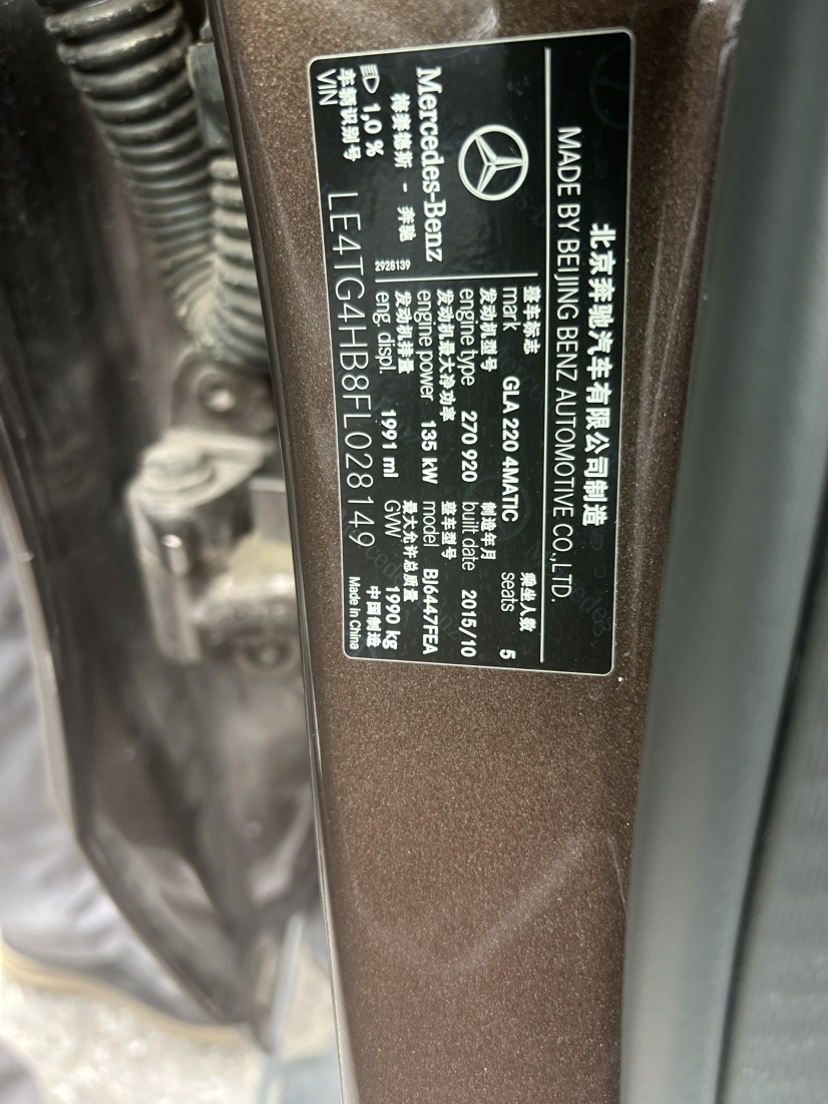 北京奔驰汽车有限公司制造
MADE BY BEIJING BENZ AUTOMOTIVE CO.,LTD.
Mercedes-Benz
梅赛德斯 - 奔驰
2928139
整车标志
mark GLA 220 4MATIC
乘坐人数
seats 5
发动机型号
engine type 270 920
制造年月
built date 2015/10
发动机最大净功率
engine power 135 kW
整车型号
model BJ6447FEA
发动机排量
eng. displ. 1991 ml
最大允许总质量
GVW 1990 kg
1,0 %
车辆识别号
VIN LE4TG4HB8FL028149
中国制造
Made in China